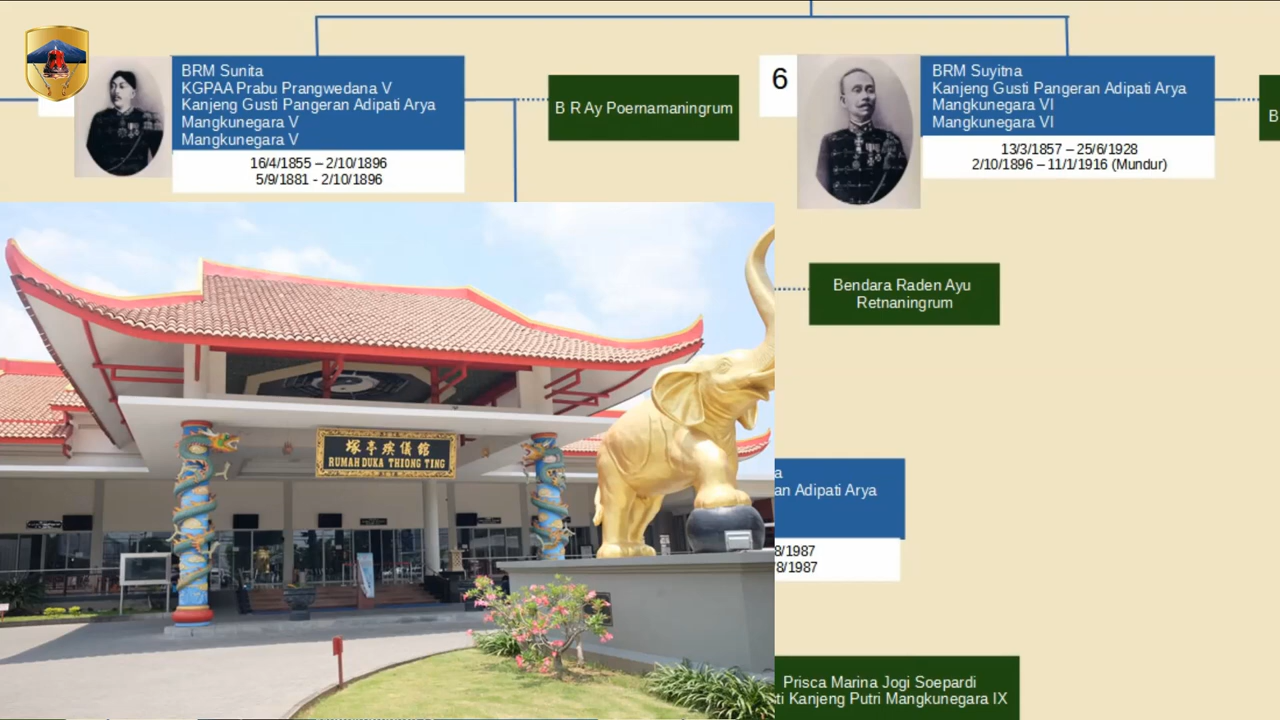 BRM Sunita
KGPAA Prabu Prangwedana V
Kanjeng Gusti Pangeran Adipati Arya
Mangkunegara V
Mangkunegara V
16/4/1855 – 2/10/1896
5/9/1881 - 2/10/1896
B R Ay Poernamaningrum
6
BRM Suyitna
Kanjeng Gusti Pangeran Adipati Arya
Mangkunegara VI
Mangkunegara VI
13/3/1857 – 25/6/1928
2/10/1896 – 11/1/1916 (Mundur)
B
Bendara Raden Ayu
Retnaningrum
塚亭殯儀館
RUMAH DUKA THIONG TING
a
an Adipati Arya
8/1987
/8/1987
Prisca Marina Jogi Soepardi
ti Kanjeng Putri Mangkunegara IX